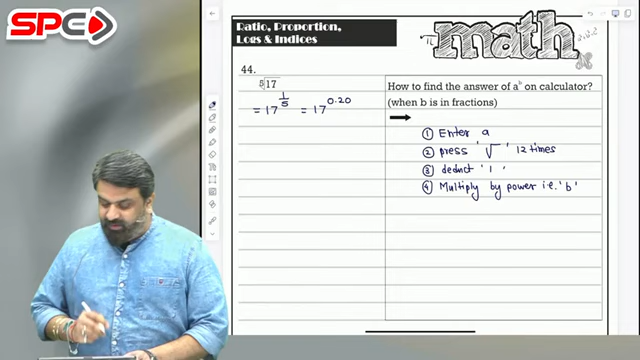 SPC
Ratio, Proportion,
Logs & Indices
math
44.
⁵√17
= 17^(1/5) = 17^0.20
How to find the answer of aᵇ on calculator?
(when b is in fractions)
① Enter a
② press '√' 12 times
③ deduct '1'
④ Multiply by power i.e. 'b'